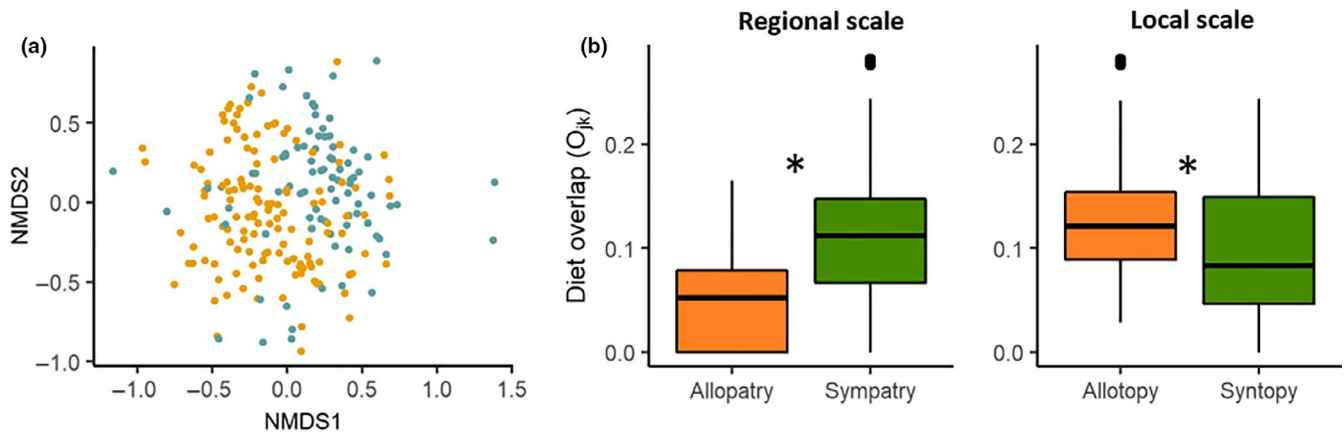 (a)
NMDS2
0.5
0.0
−0.5
−1.0
−1.0 −0.5 0.0 0.5 1.0 1.5
NMDS1
(b)
Regional scale
Diet overlap (Ojk)
0.2
0.1
0.0
*
Allopatry Sympatry
Local scale
0.2
0.1
0.0
*
Allotopy Syntopy